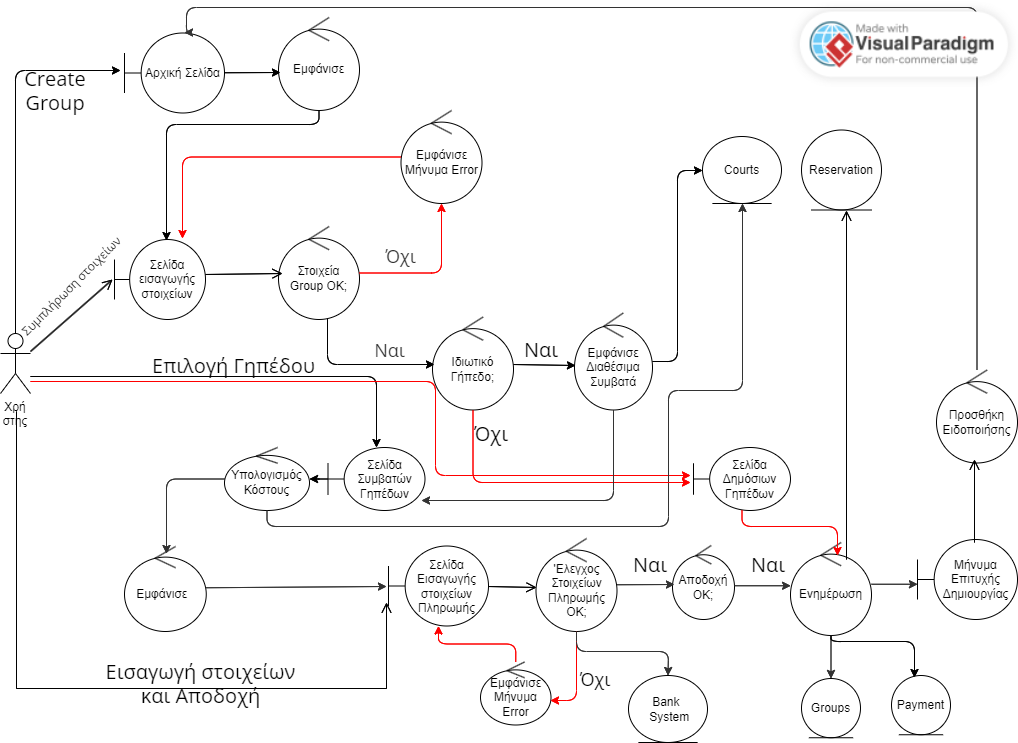 Made with
Visual Paradigm
For non-commercial use
Create
Group
Αρχική Σελίδα
Εμφάνισε
Εμφάνισε
Μήνυμα Error
Courts
Reservation
Συμπλήρωση στοιχείων
Σελίδα
εισαγωγής
στοιχείων
Στοιχεία
Group OK;
Όχι
Ναι
Ιδιωτικό
Γήπεδο;
Ναι
Εμφάνισε
Διαθέσιμα
Συμβατά
Επιλογή Γηπέδου
Χρή
στης
Όχι
Προσθήκη
Ειδοποιήσης
Υπολογισμός
Κόστους
Σελίδα
Συμβατών
Γηπέδων
Σελίδα
Δημόσιων
Γηπέδων
Εμφάνισε
Σελίδα
Εισαγωγής
στοιχείων
Πληρωμής
Έλεγχος
Στοιχείων
Πληρωμής
OK;
Ναι
Αποδοχή
OK;
Ναι
Ενημέρωση
Μήνυμα
Επιτυχής
Δημιουργίας
Εισαγωγή στοιχείων
και Αποδοχή
Εμφάνισε
Μήνυμα
Error
Όχι
Bank
System
Groups
Payment